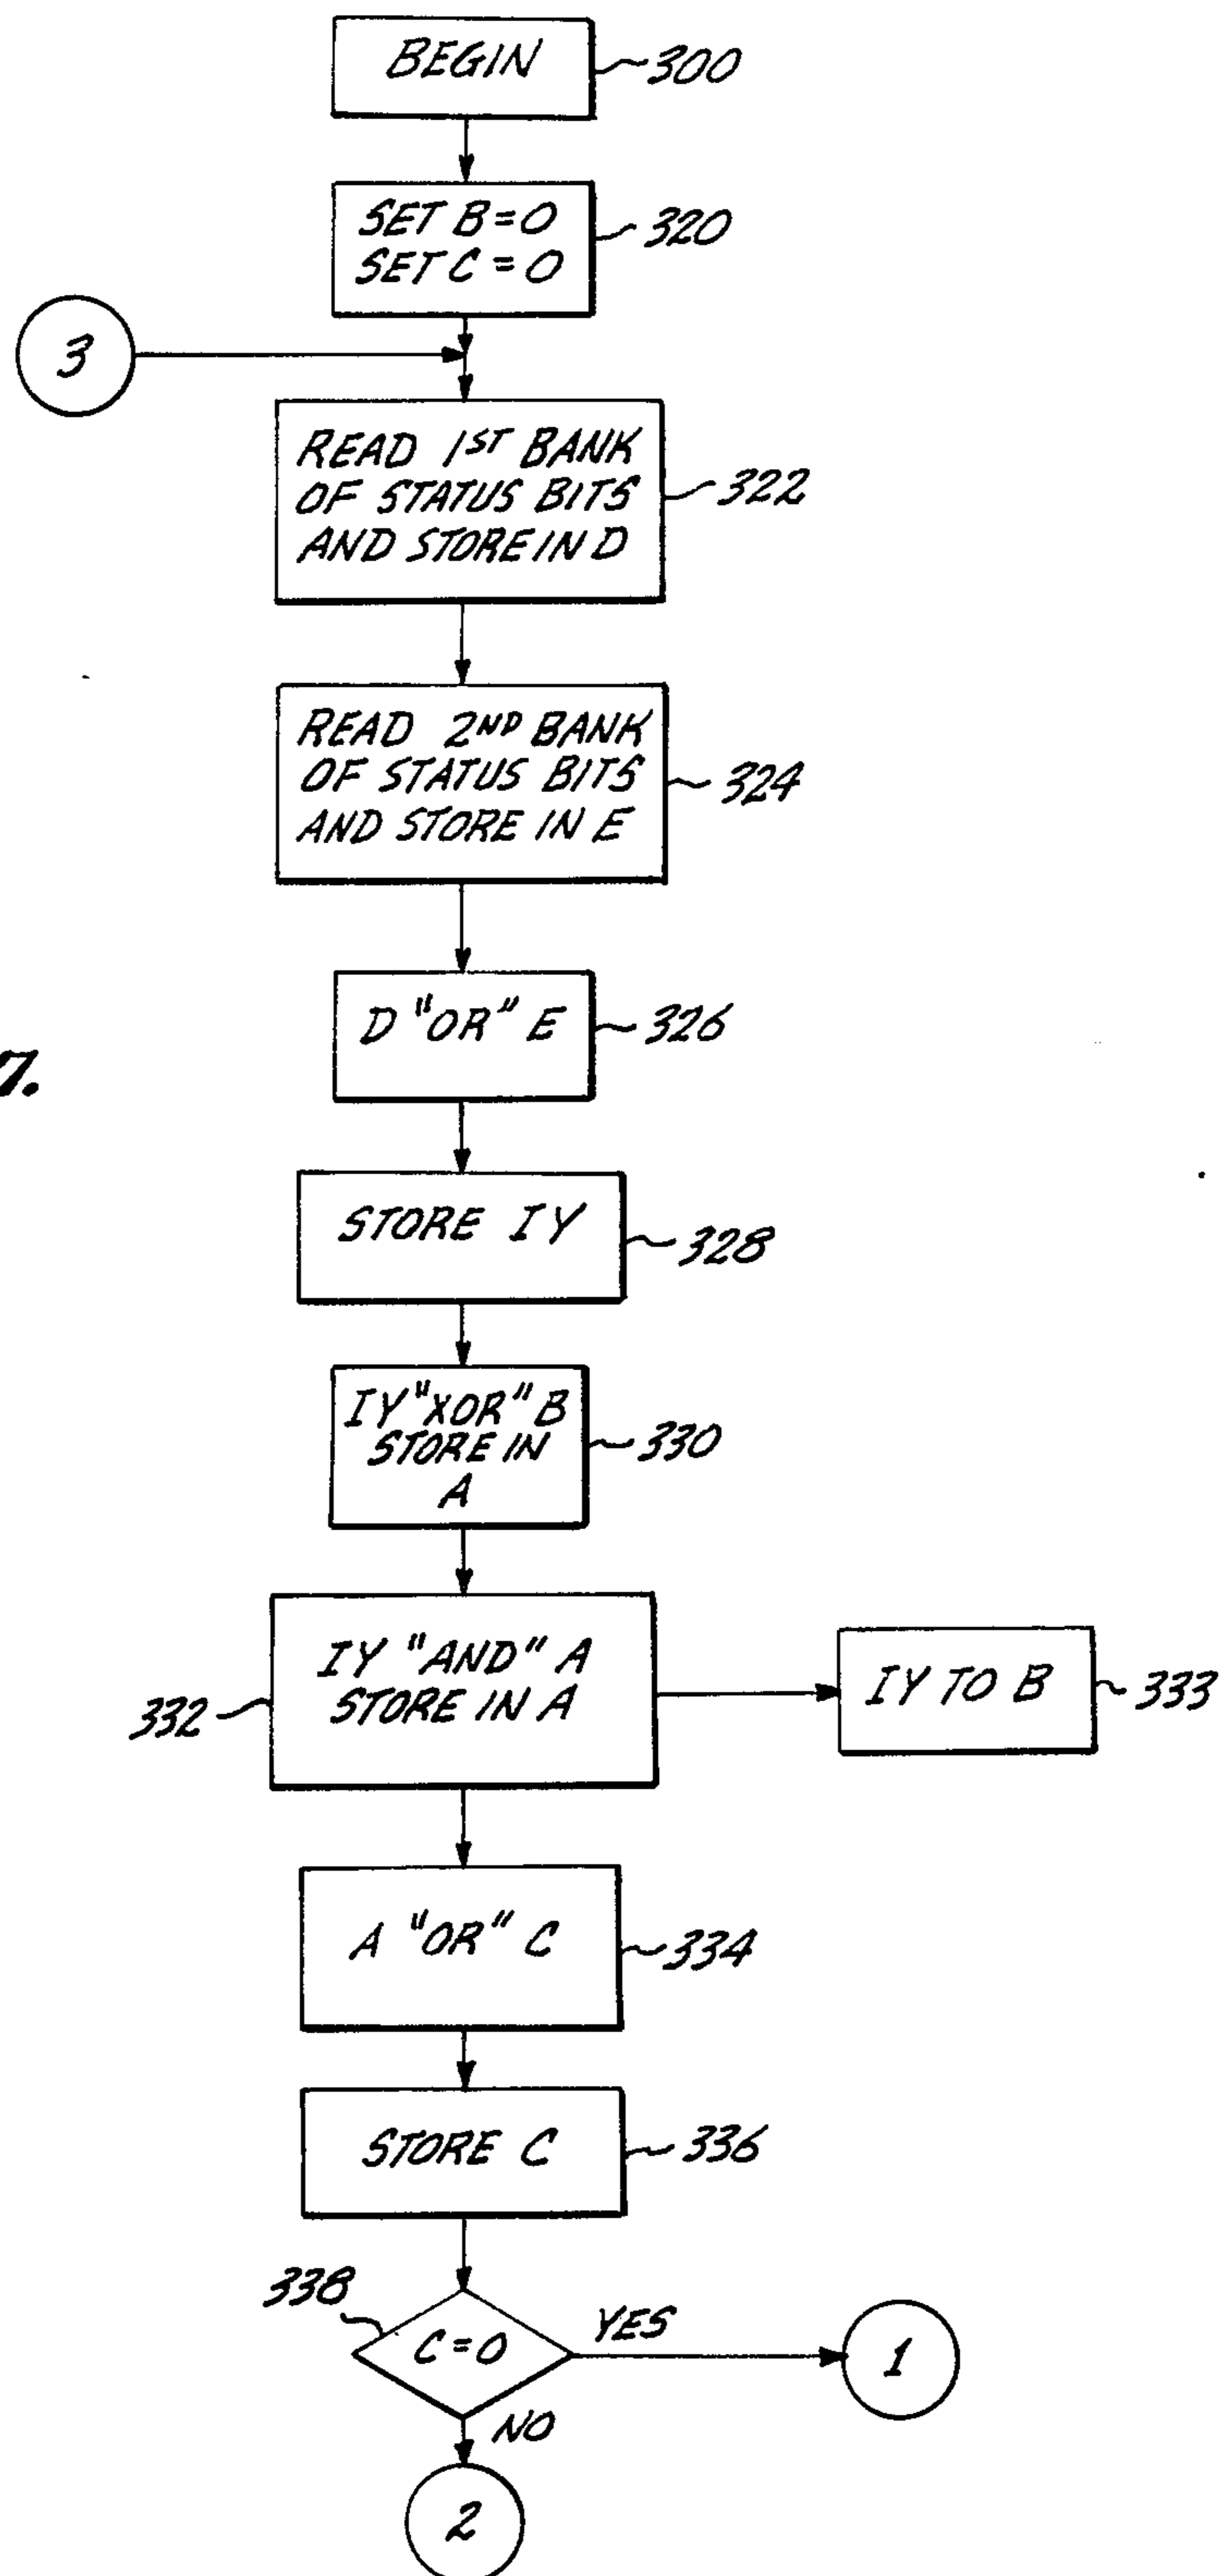 BEGIN
300
SET B=0
SET C=0
320
3
READ 1ST BANK
OF STATUS BITS
AND STORE IN D
322
READ 2ND BANK
OF STATUS BITS
AND STORE IN E
324
D "OR" E
326
7.
STORE IY
328
IY "XOR" B
STORE IN
A
330
IY "AND" A
STORE IN A
332
IY TO B
333
A "OR" C
334
STORE C
336
338
C=0
YES
1
NO
2